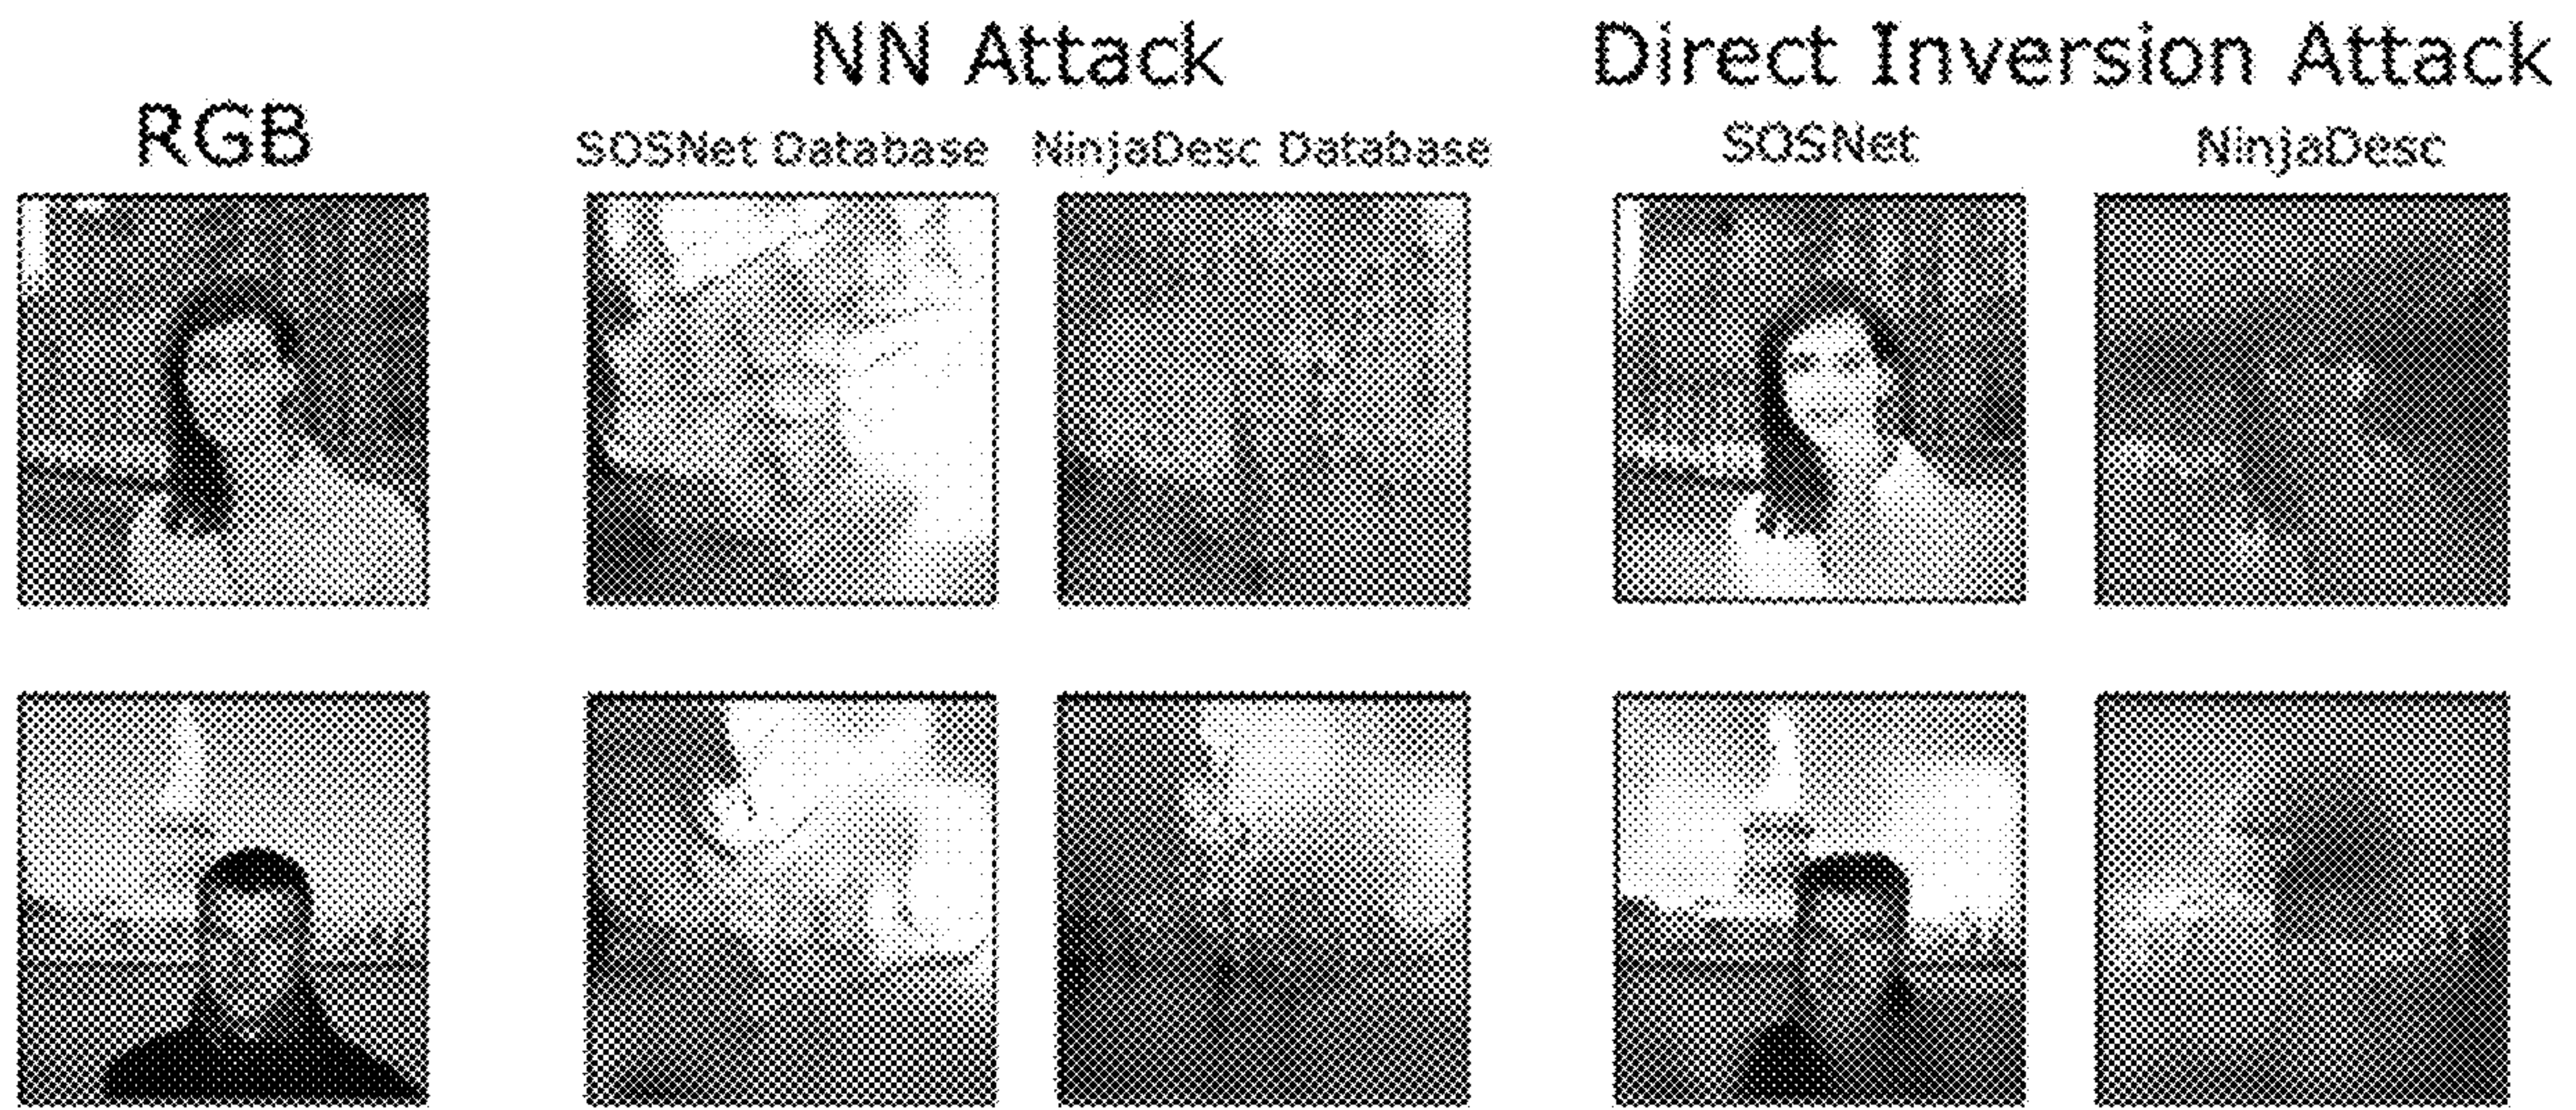 NN Attack
Direct Inversion Attack
RGB
SOSNet Database
NinjaDesc Database
SOSNet
NinjaDesc